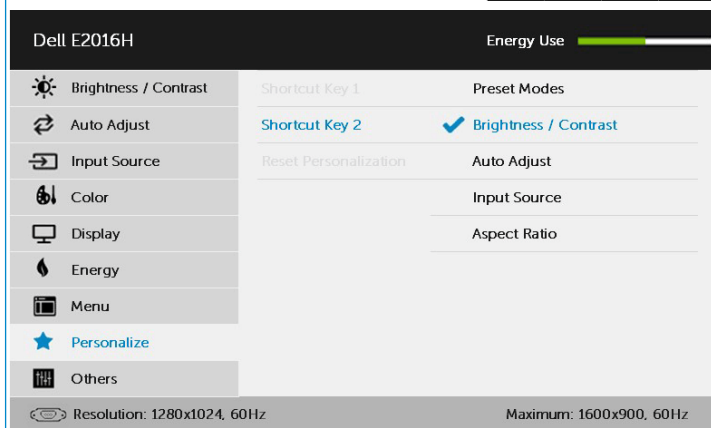 Dell E2016H
Energy Use
Brightness / Contrast
Shortcut Key 1
Preset Modes
Auto Adjust
Shortcut Key 2
Brightness / Contrast
Input Source
Reset Personalization
Auto Adjust
Color
Input Source
Display
Aspect Ratio
Energy
Menu
Personalize
Others
Resolution: 1280x1024, 60Hz
Maximum: 1600x900, 60Hz